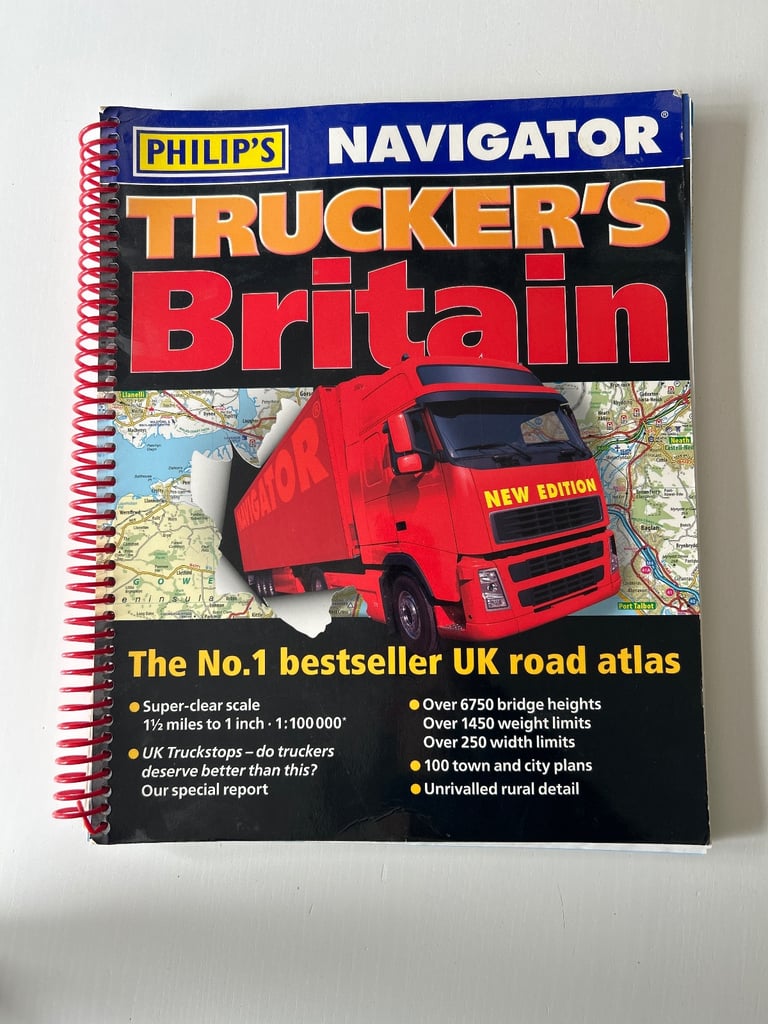 PHILIP'S
NAVIGATOR®
TRUCKER'S
Britain
Llanelli
Neath
NAVIGATOR®
NEW EDITION
GOWE
Port Talbot
The No.1 bestseller UK road atlas
Super-clear scale
1½ miles to 1 inch · 1:100 000*
UK Truckstops – do truckers
deserve better than this?
Our special report
Over 6750 bridge heights
Over 1450 weight limits
Over 250 width limits
100 town and city plans
Unrivalled rural detail